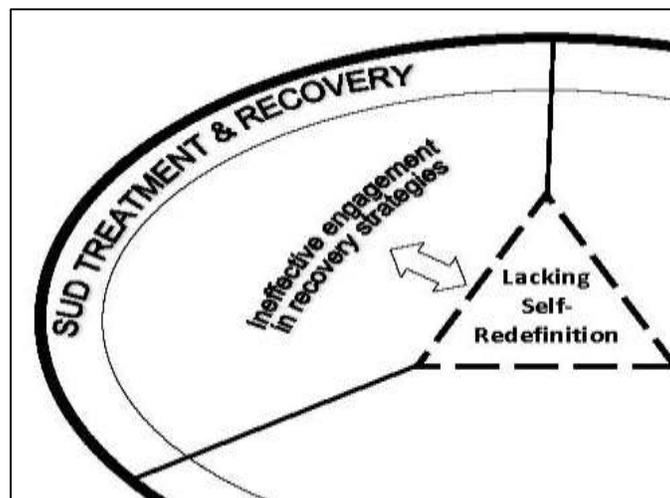 SUD TREATMENT & RECOVERY
Ineffective engagement
in recovery strategies
Lacking
Self-
Redefinition